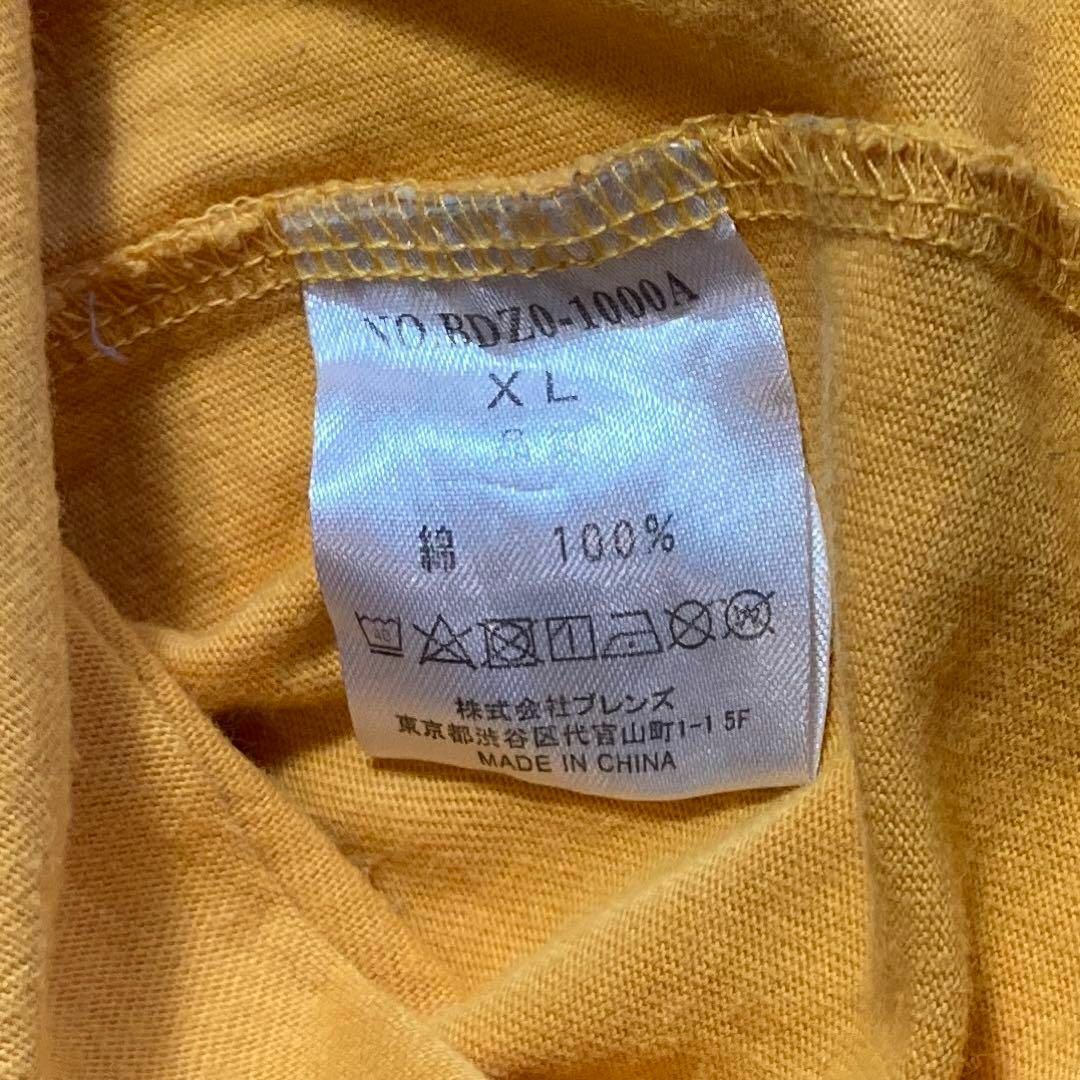 NO.BDZ0-1000A
XL
綿 100%
40
株式会社ブレンズ
東京都渋谷区代官山町1-1 5F
MADE IN CHINA